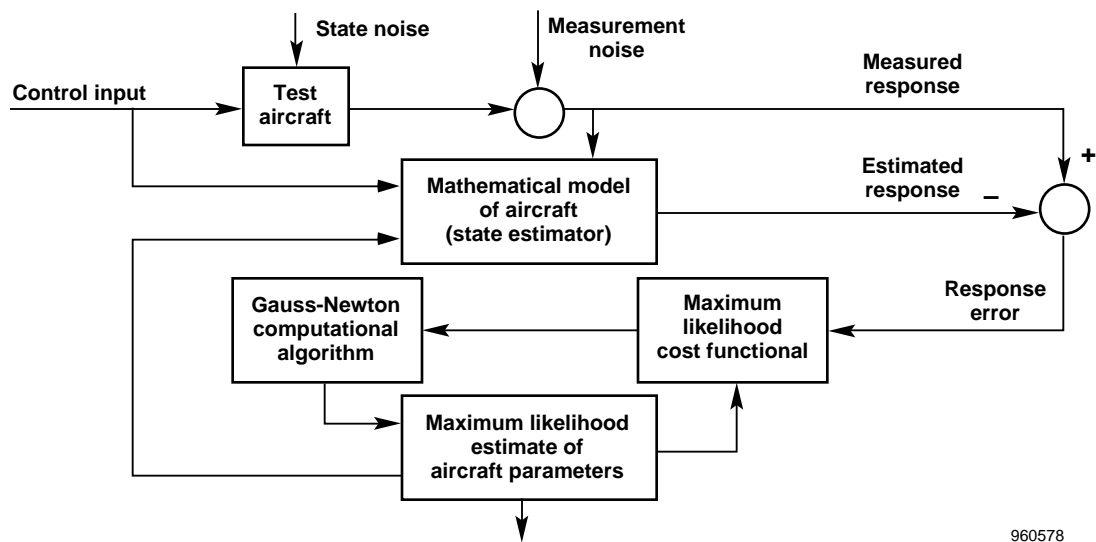 State noise
Measurement
noise
Measured
response
Control input
Test
aircraft
+
Mathematical model
of aircraft
(state estimator)
Estimated
response
–
Gauss-Newton
computational
algorithm
Maximum
likelihood
cost functional
Response
error
Maximum likelihood
estimate of
aircraft parameters
960578